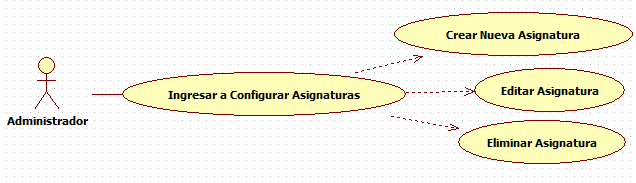 Crear Nueva Asignatura
Ingresar a Configurar Asignaturas
Editar Asignatura
Administrador
Eliminar Asignatura